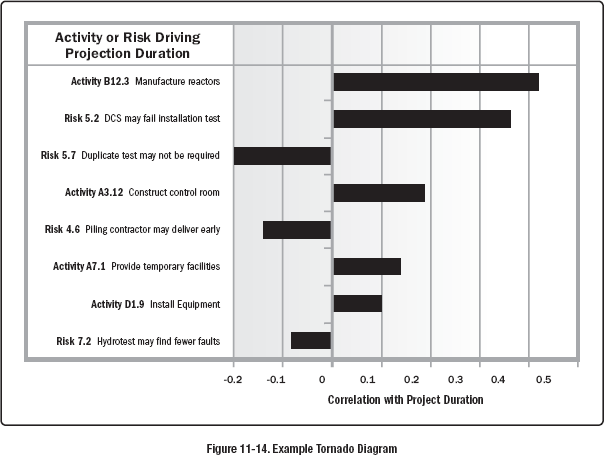 Activity or Risk Driving
Projection Duration
Activity B12.3 Manufacture reactors
Risk 5.2 DCS may fail installation test
Risk 5.7 Duplicate test may not be required
Activity A3.12 Construct control room
Risk 4.6 Piling contractor may deliver early
Activity A7.1 Provide temporary facilities
Activity D1.9 Install Equipment
Risk 7.2 Hydrotest may find fewer faults
-0.2 -0.1 0 0.1 0.2 0.3 0.4 0.5
Correlation with Project Duration
Figure 11-14. Example Tornado Diagram